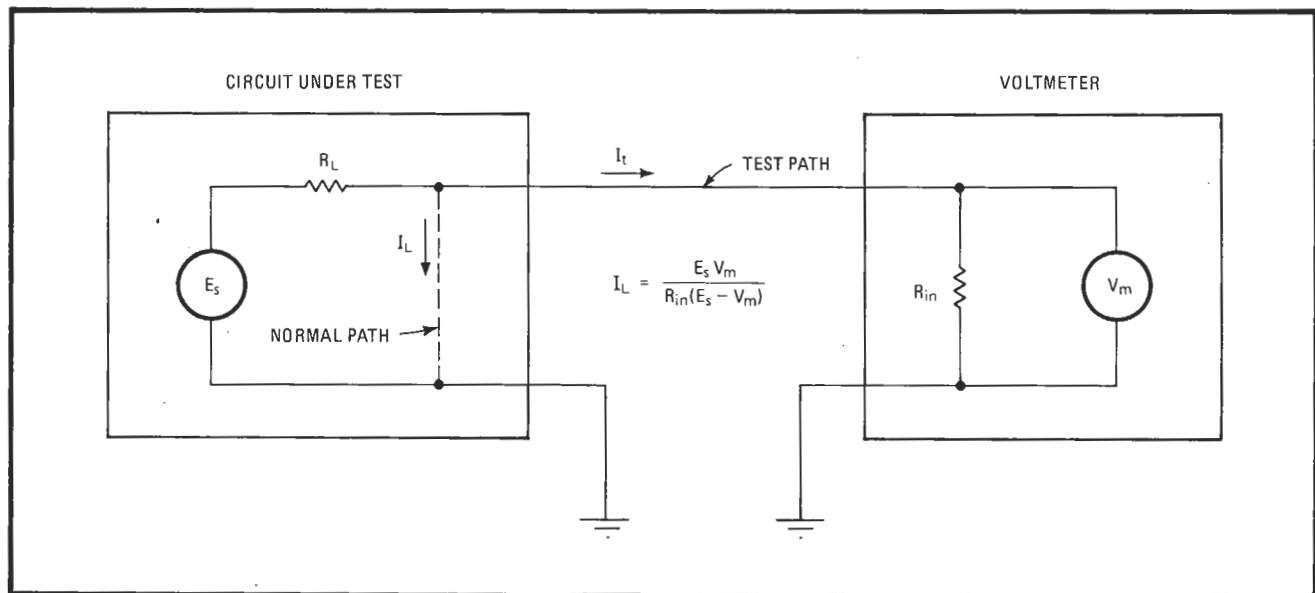 CIRCUIT UNDER TEST
VOLTMETER
R_L
I_t
TEST PATH
I_L
E_s
I_L = E_s V_m / R_in(E_s – V_m)
R_in
V_m
NORMAL PATH